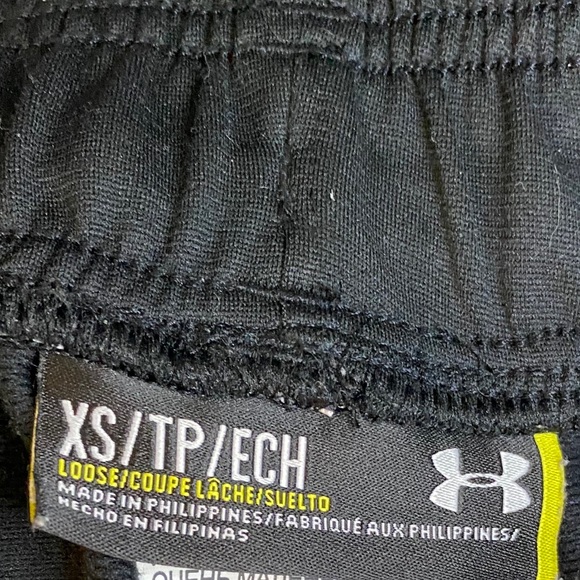 XS/TP/ECH
LOOSE/COUPE LÂCHE/SUELTO
MADE IN PHILIPPINES/FABRIQUÉ AUX PHILIPPINES/
HECHO EN FILIPINAS